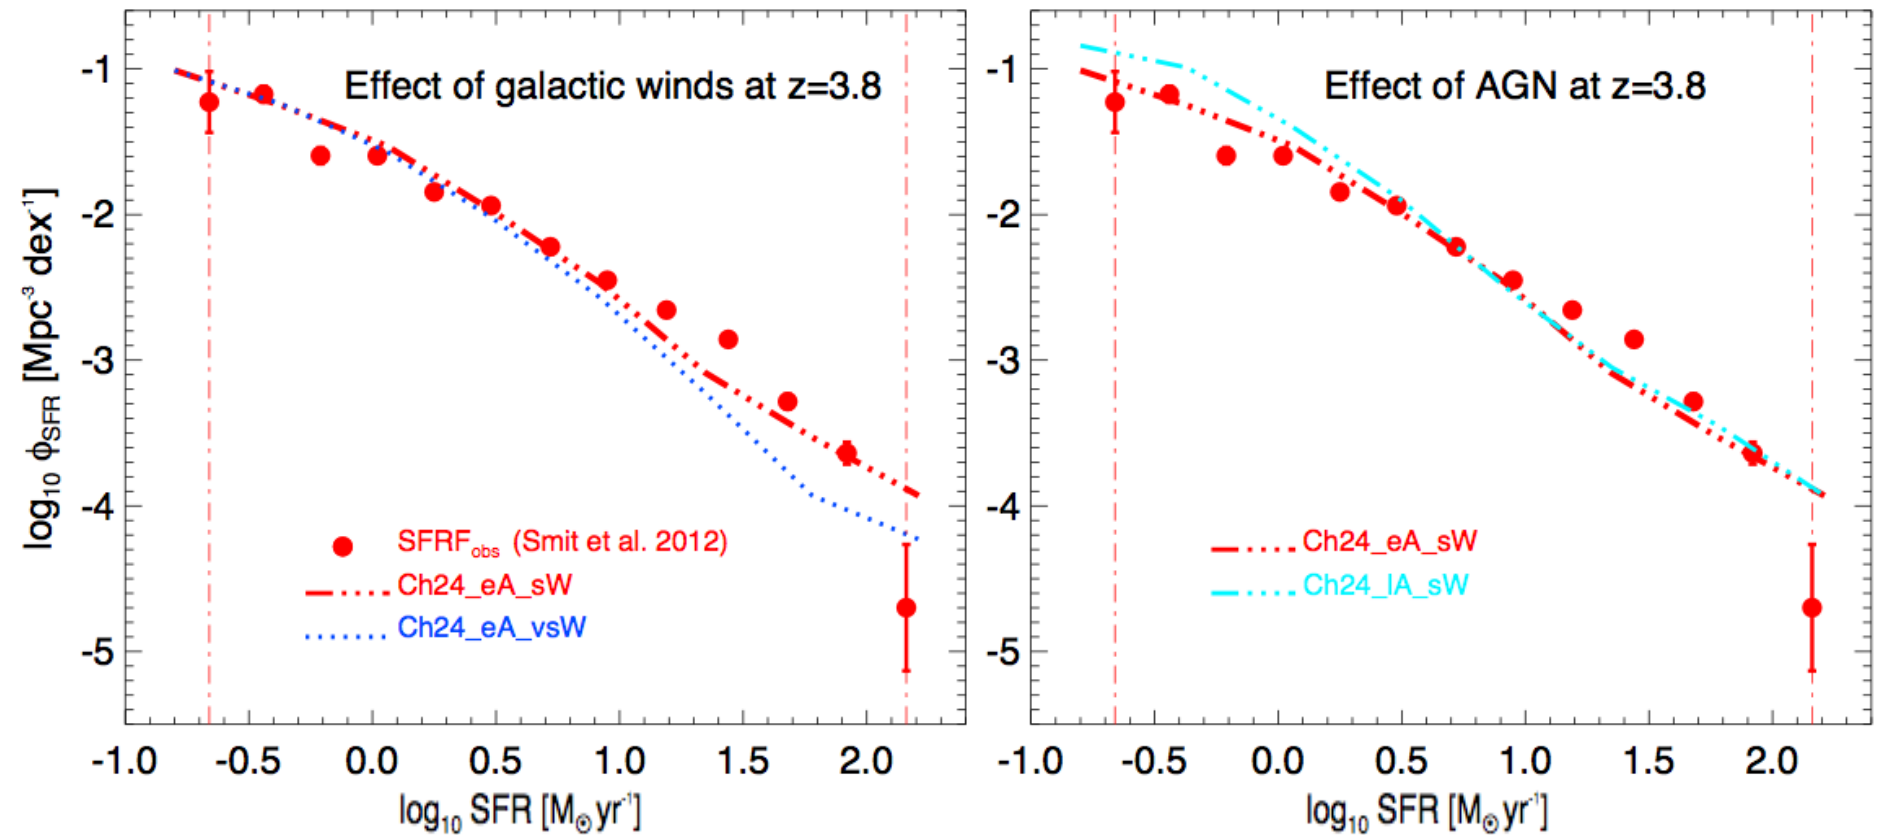 Effect of galactic winds at z=3.8
-1
-2
-3
-4
-5
log₁₀ ϕSFR [Mpc⁻³ dex⁻¹]
SFRFobs (Smit et al. 2012)
Ch24_eA_sW
Ch24_eA_vsW
-1.0 -0.5 0.0 0.5 1.0 1.5 2.0
log₁₀ SFR [M☉ yr⁻¹]
Effect of AGN at z=3.8
-1
-2
-3
-4
-5
Ch24_eA_sW
Ch24_lA_sW
-1.0 -0.5 0.0 0.5 1.0 1.5 2.0
log₁₀ SFR [M☉ yr⁻¹]